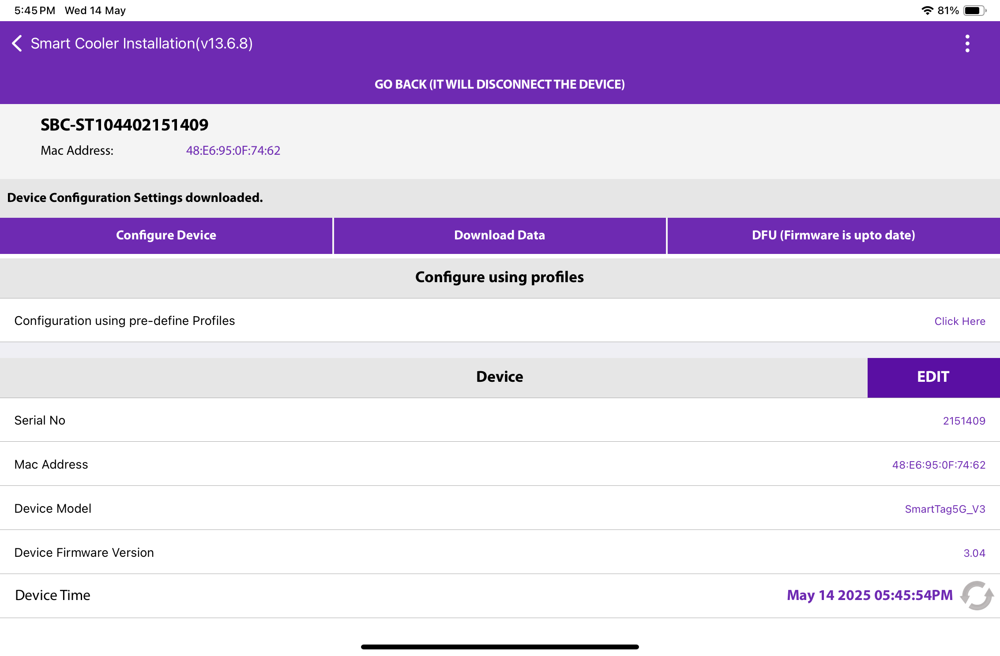 5:45 PM Wed 14 May 81%
Smart Cooler Installation(v13.6.8)
GO BACK (IT WILL DISCONNECT THE DEVICE)
SBC-ST104402151409
Mac Address: 48:E6:95:0F:74:62
Device Configuration Settings downloaded.
Configure Device Download Data DFU (Firmware is upto date)
Configure using profiles
Configuration using pre-define Profiles Click Here
Device EDIT
Serial No 2151409
Mac Address 48:E6:95:0F:74:62
Device Model SmartTag5G_V3
Device Firmware Version 3.04
Device Time May 14 2025 05:45:54PM